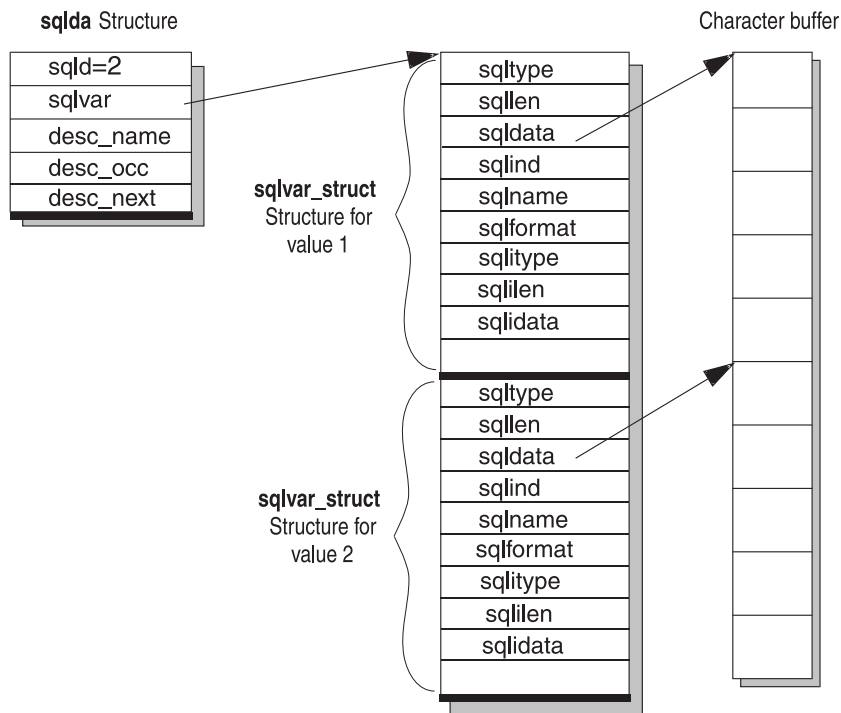 sqlda Structure
sqld=2
sqlvar
desc_name
desc_occ
desc_next
sqlvar_struct
Structure for
value 1
sqltype
sqllen
sqldata
sqlind
sqlname
sqlformat
sqlitype
sqlilen
sqlidata
sqlvar_struct
Structure for
value 2
sqltype
sqllen
sqldata
sqlind
sqlname
sqlformat
sqlitype
sqlilen
sqlidata
Character buffer